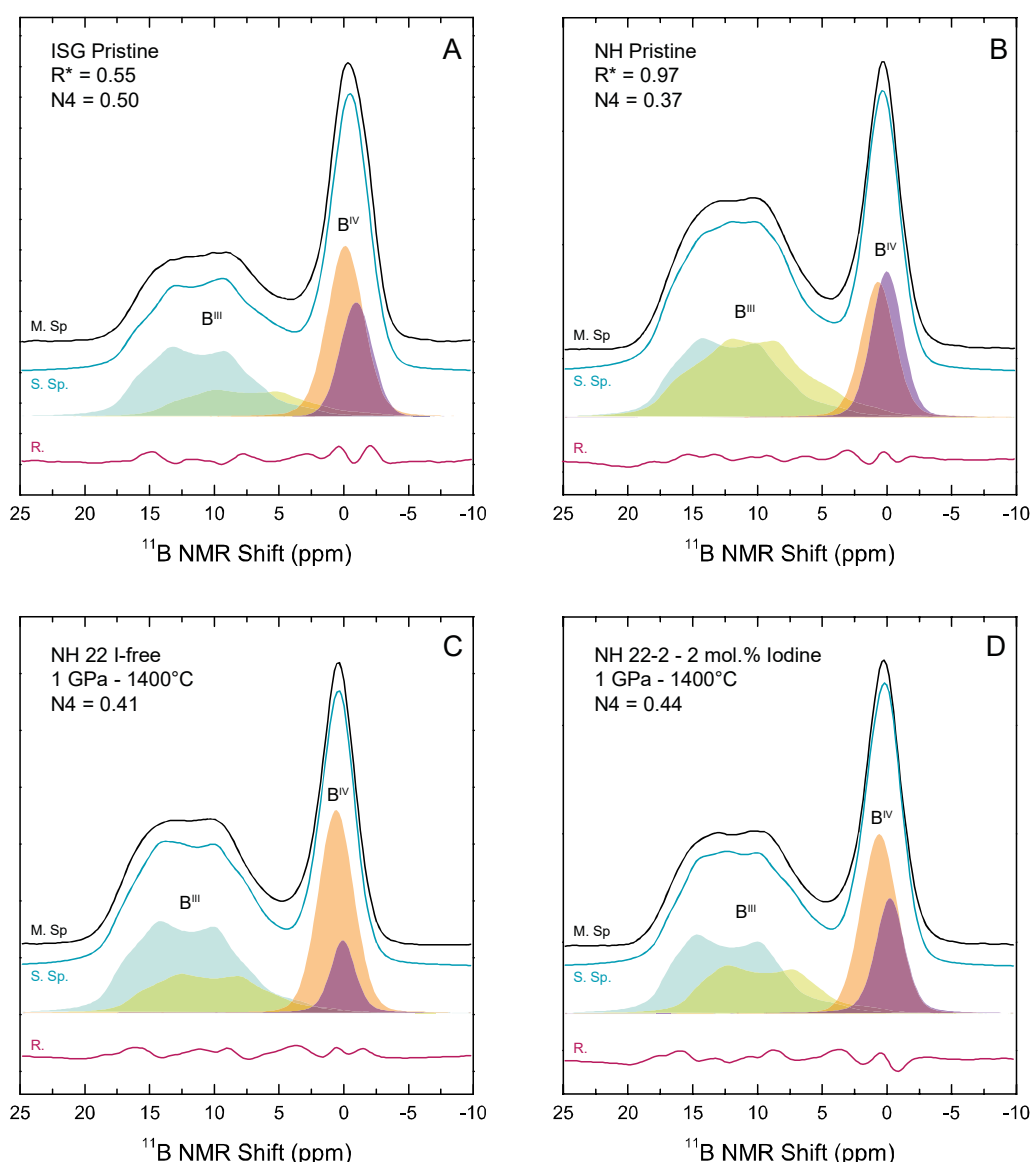 ISG Pristine
R* = 0.55
N4 = 0.50
A
B^IV
B^III
M. Sp
S. Sp.
R.
25 20 15 10 5 0 -5 -10
^11B NMR Shift (ppm)
NH Pristine
R* = 0.97
N4 = 0.37
B
B^IV
B^III
M. Sp
S. Sp.
R.
25 20 15 10 5 0 -5 -10
^11B NMR Shift (ppm)
NH 22 I-free
1 GPa - 1400°C
N4 = 0.41
C
B^IV
B^III
M. Sp
S. Sp.
R.
25 20 15 10 5 0 -5 -10
^11B NMR Shift (ppm)
NH 22-2 - 2 mol.% Iodine
1 GPa - 1400°C
N4 = 0.44
D
B^IV
B^III
M. Sp
S. Sp.
R.
25 20 15 10 5 0 -5 -10
^11B NMR Shift (ppm)